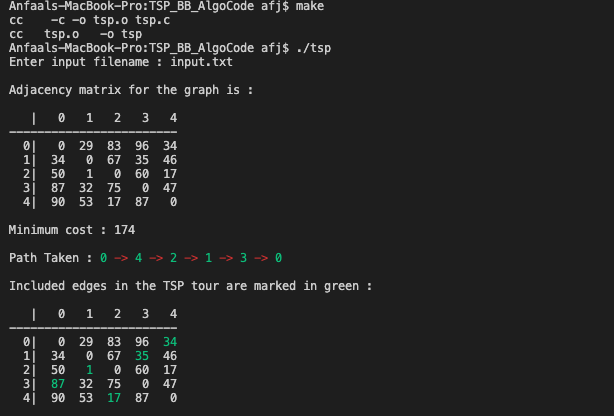 Anfaals-MacBook-Pro:TSP_BB_AlgoCode afj$ make
cc    -c -o tsp.o tsp.c
cc   tsp.o   -o tsp
Anfaals-MacBook-Pro:TSP_BB_AlgoCode afj$ ./tsp
Enter input filename : input.txt
Adjacency matrix for the graph is :
   |   0   1   2   3   4
------------------------
  0|   0  29  83  96  34
  1|  34   0  67  35  46
  2|  50   1   0  60  17
  3|  87  32  75   0  47
  4|  90  53  17  87   0
Minimum cost : 174
Path Taken : 0 -> 4 -> 2 -> 1 -> 3 -> 0
Included edges in the TSP tour are marked in green :
   |   0   1   2   3   4
------------------------
  0|   0  29  83  96  34
  1|  34   0  67  35  46
  2|  50   1   0  60  17
  3|  87  32  75   0  47
  4|  90  53  17  87   0